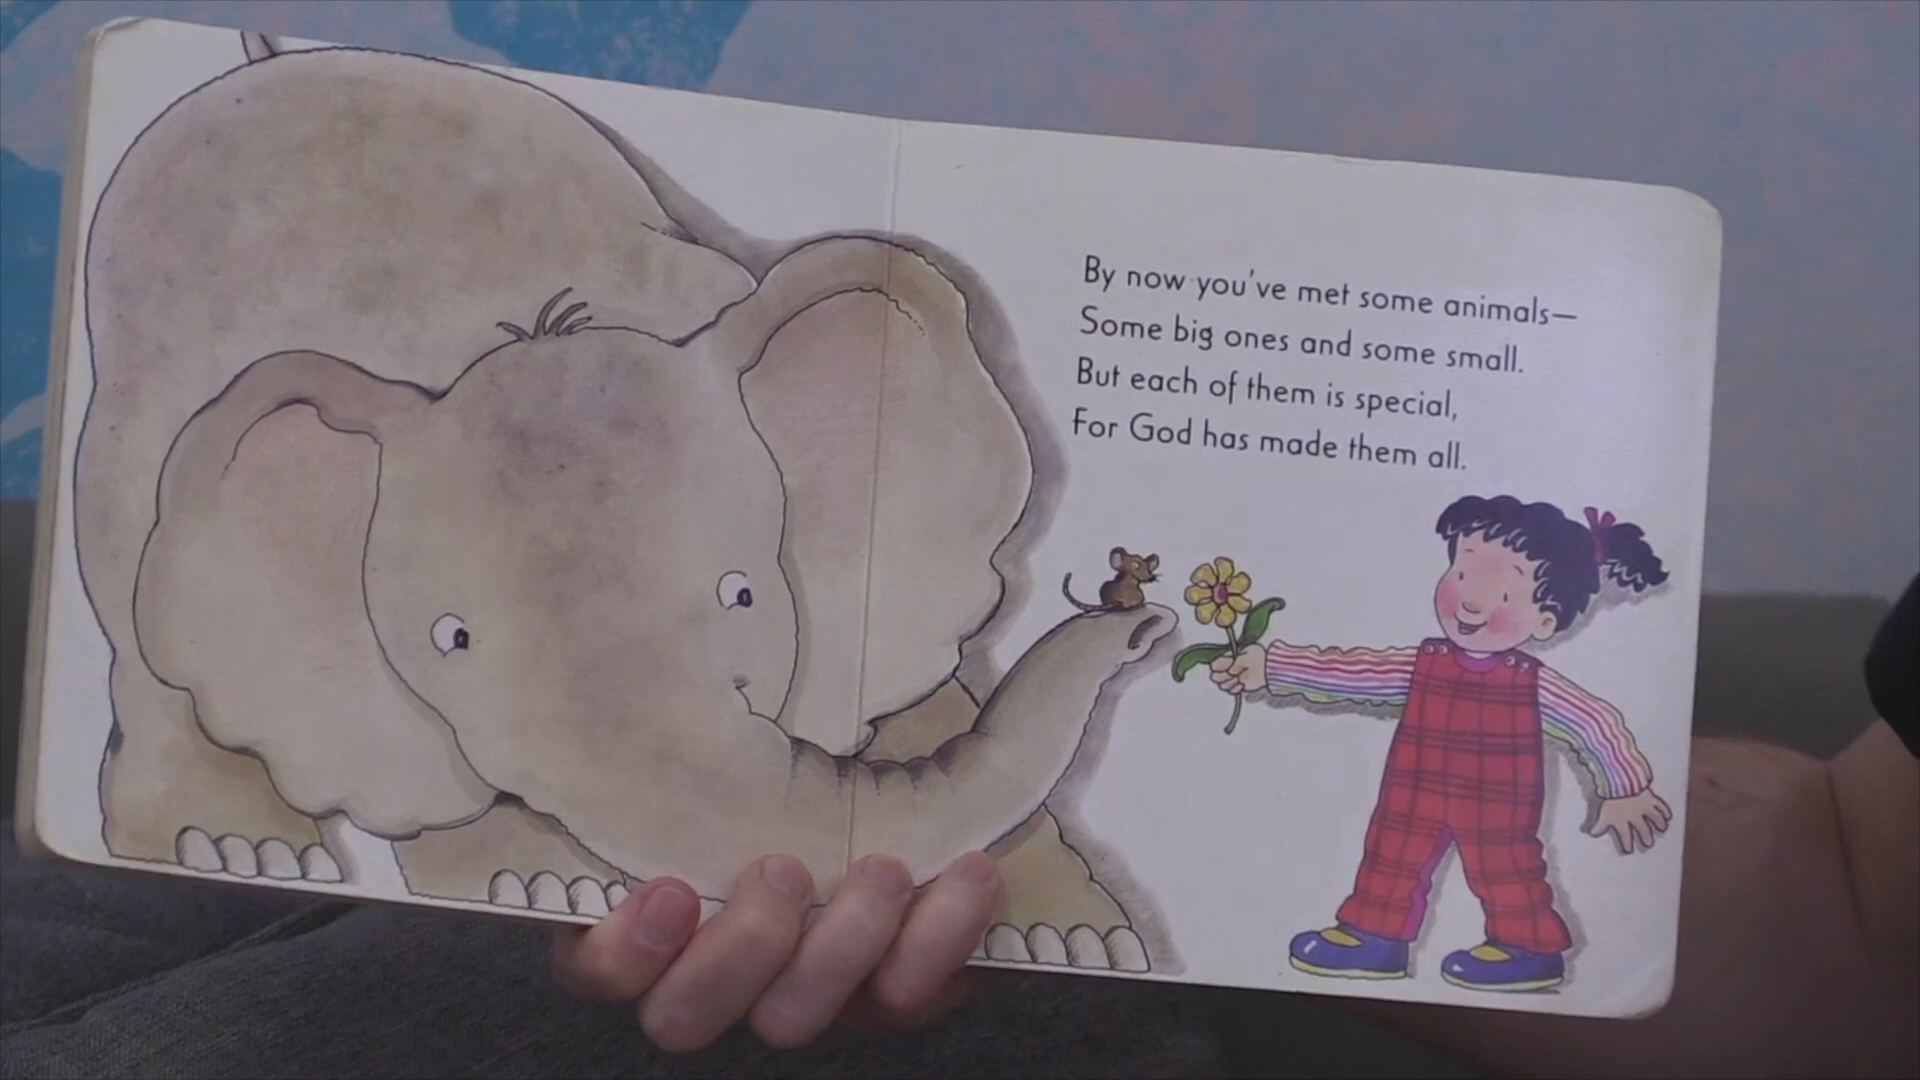 By now you've met some animals—
Some big ones and some small.
But each of them is special,
For God has made them all.